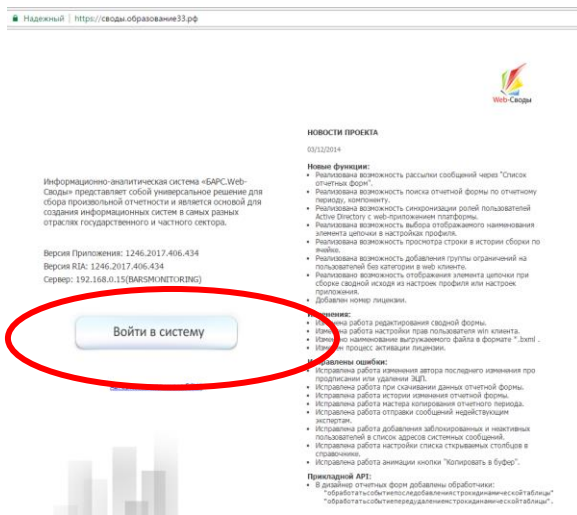 Надежный | https://своды.образование33.рф
Web-Своды
НОВОСТИ ПРОЕКТА
03/12/2014
Информационно-аналитическая система «БАРС.Web-
Своды» представляет собой универсальное решение для
сбора произвольной отчетности и является основой для
создания информационных систем в самых разных
отраслях государственного и частного сектора.
Версия Приложения: 1246.2017.406.434
Версия RIA: 1246.2017.406.434
Сервер: 192.168.0.15(BARSMONITORING)
Войти в систему
Новые функции:
Реализована возможность рассылки сообщений через "Список
отчетных форм".
Реализована возможность поиска отчетной формы по отчетному
периоду, компоненту.
Реализована возможность синхронизации ролей пользователей
Active Directory с web-приложением платформы.
Реализована возможность выбора отображаемого наименования
элемента цепочки в настройках профиля.
Реализована возможность просмотра строки в истории сборки по
ячейке.
Реализована возможность добавления группы ограничений на
пользователей без категории в web клиенте.
Реализовано возможность отображения элемента цепочки при
сборке сводной исходя из настроек профиля или настроек
приложения.
Добавлен номер лицензии.
работа редактирования сводной формы.
работа настройки прав пользователя win клиента.
наименование выгружаемого файла в формате *.bxml .
процесс активации лицензии.
ошибки:
Исправлена работа изменения автора последнего изменения про
продписании или удалении ЭЦП.
Исправлена работа при скачивании данных отчетной формы.
Исправлена работа истории изменения отчетной формы.
Исправлена работа мастера копирования отчетного периода.
Исправлена работа отправки сообщений недействующим
экспертам.
Исправлена работа добавления заблокированных и неактивных
пользователей в список адресов системных сообщений.
Исправлена работа настройки списка открываемых столбцов в
справочнике.
Исправлена работа анимации кнопки "Копировать в буфер".
Прикладной API:
В дизайнер отчетных форм добавлены обработчики:
"обработатьсобытиепоследобавлениястрокидинамическойтаблицы"
"обработатьсобытиепередудалениемстрокидинамическойтаблицы".